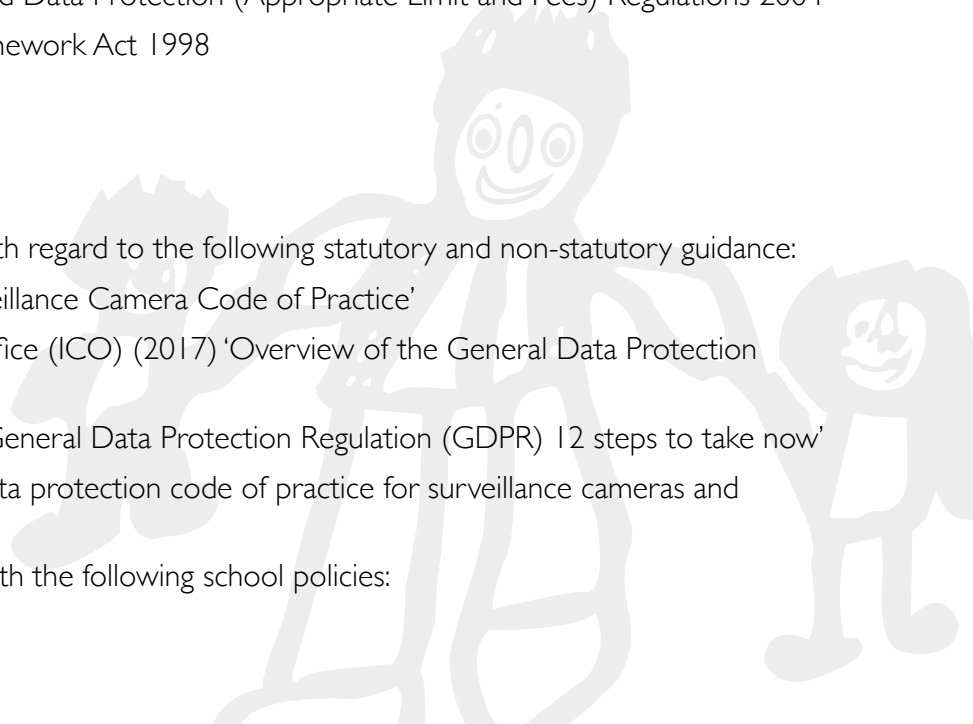 d Data Protection (Appropriate Limit and Fees) Regulations 2004
nework Act 1998
th regard to the following statutory and non-statutory guidance:
eillance Camera Code of Practice’
fice (ICO) (2017) ‘Overview of the General Data Protection
General Data Protection Regulation (GDPR) 12 steps to take now’
ta protection code of practice for surveillance cameras and
th the following school policies: